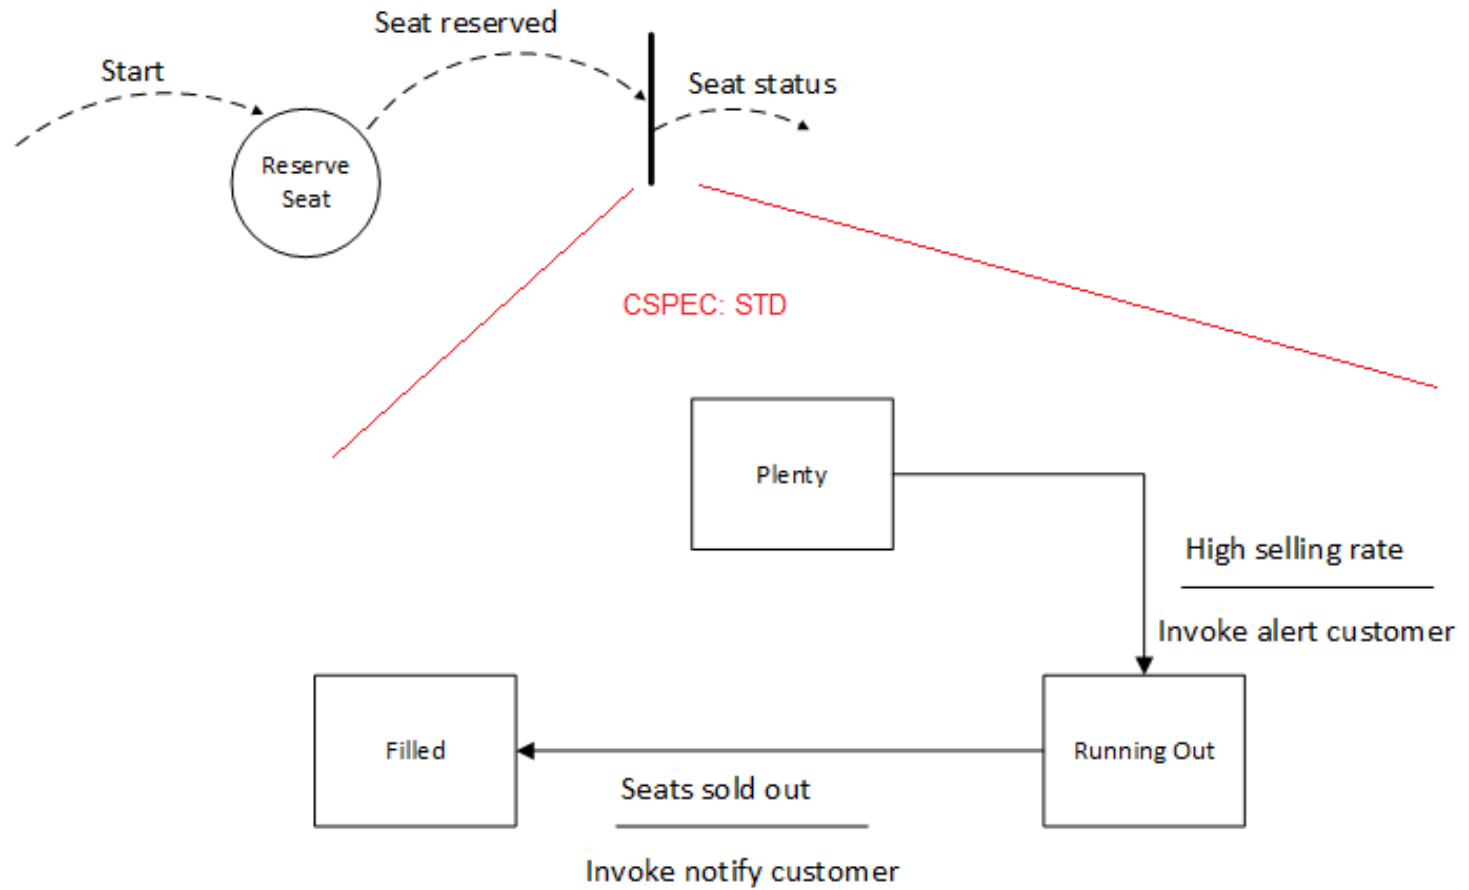 Seat reserved
Start
Seat status
Reserve
Seat
CSPEC: STD
Plenty
High selling rate
Invoke alert customer
Filled
Running Out
Seats sold out
Invoke notify customer